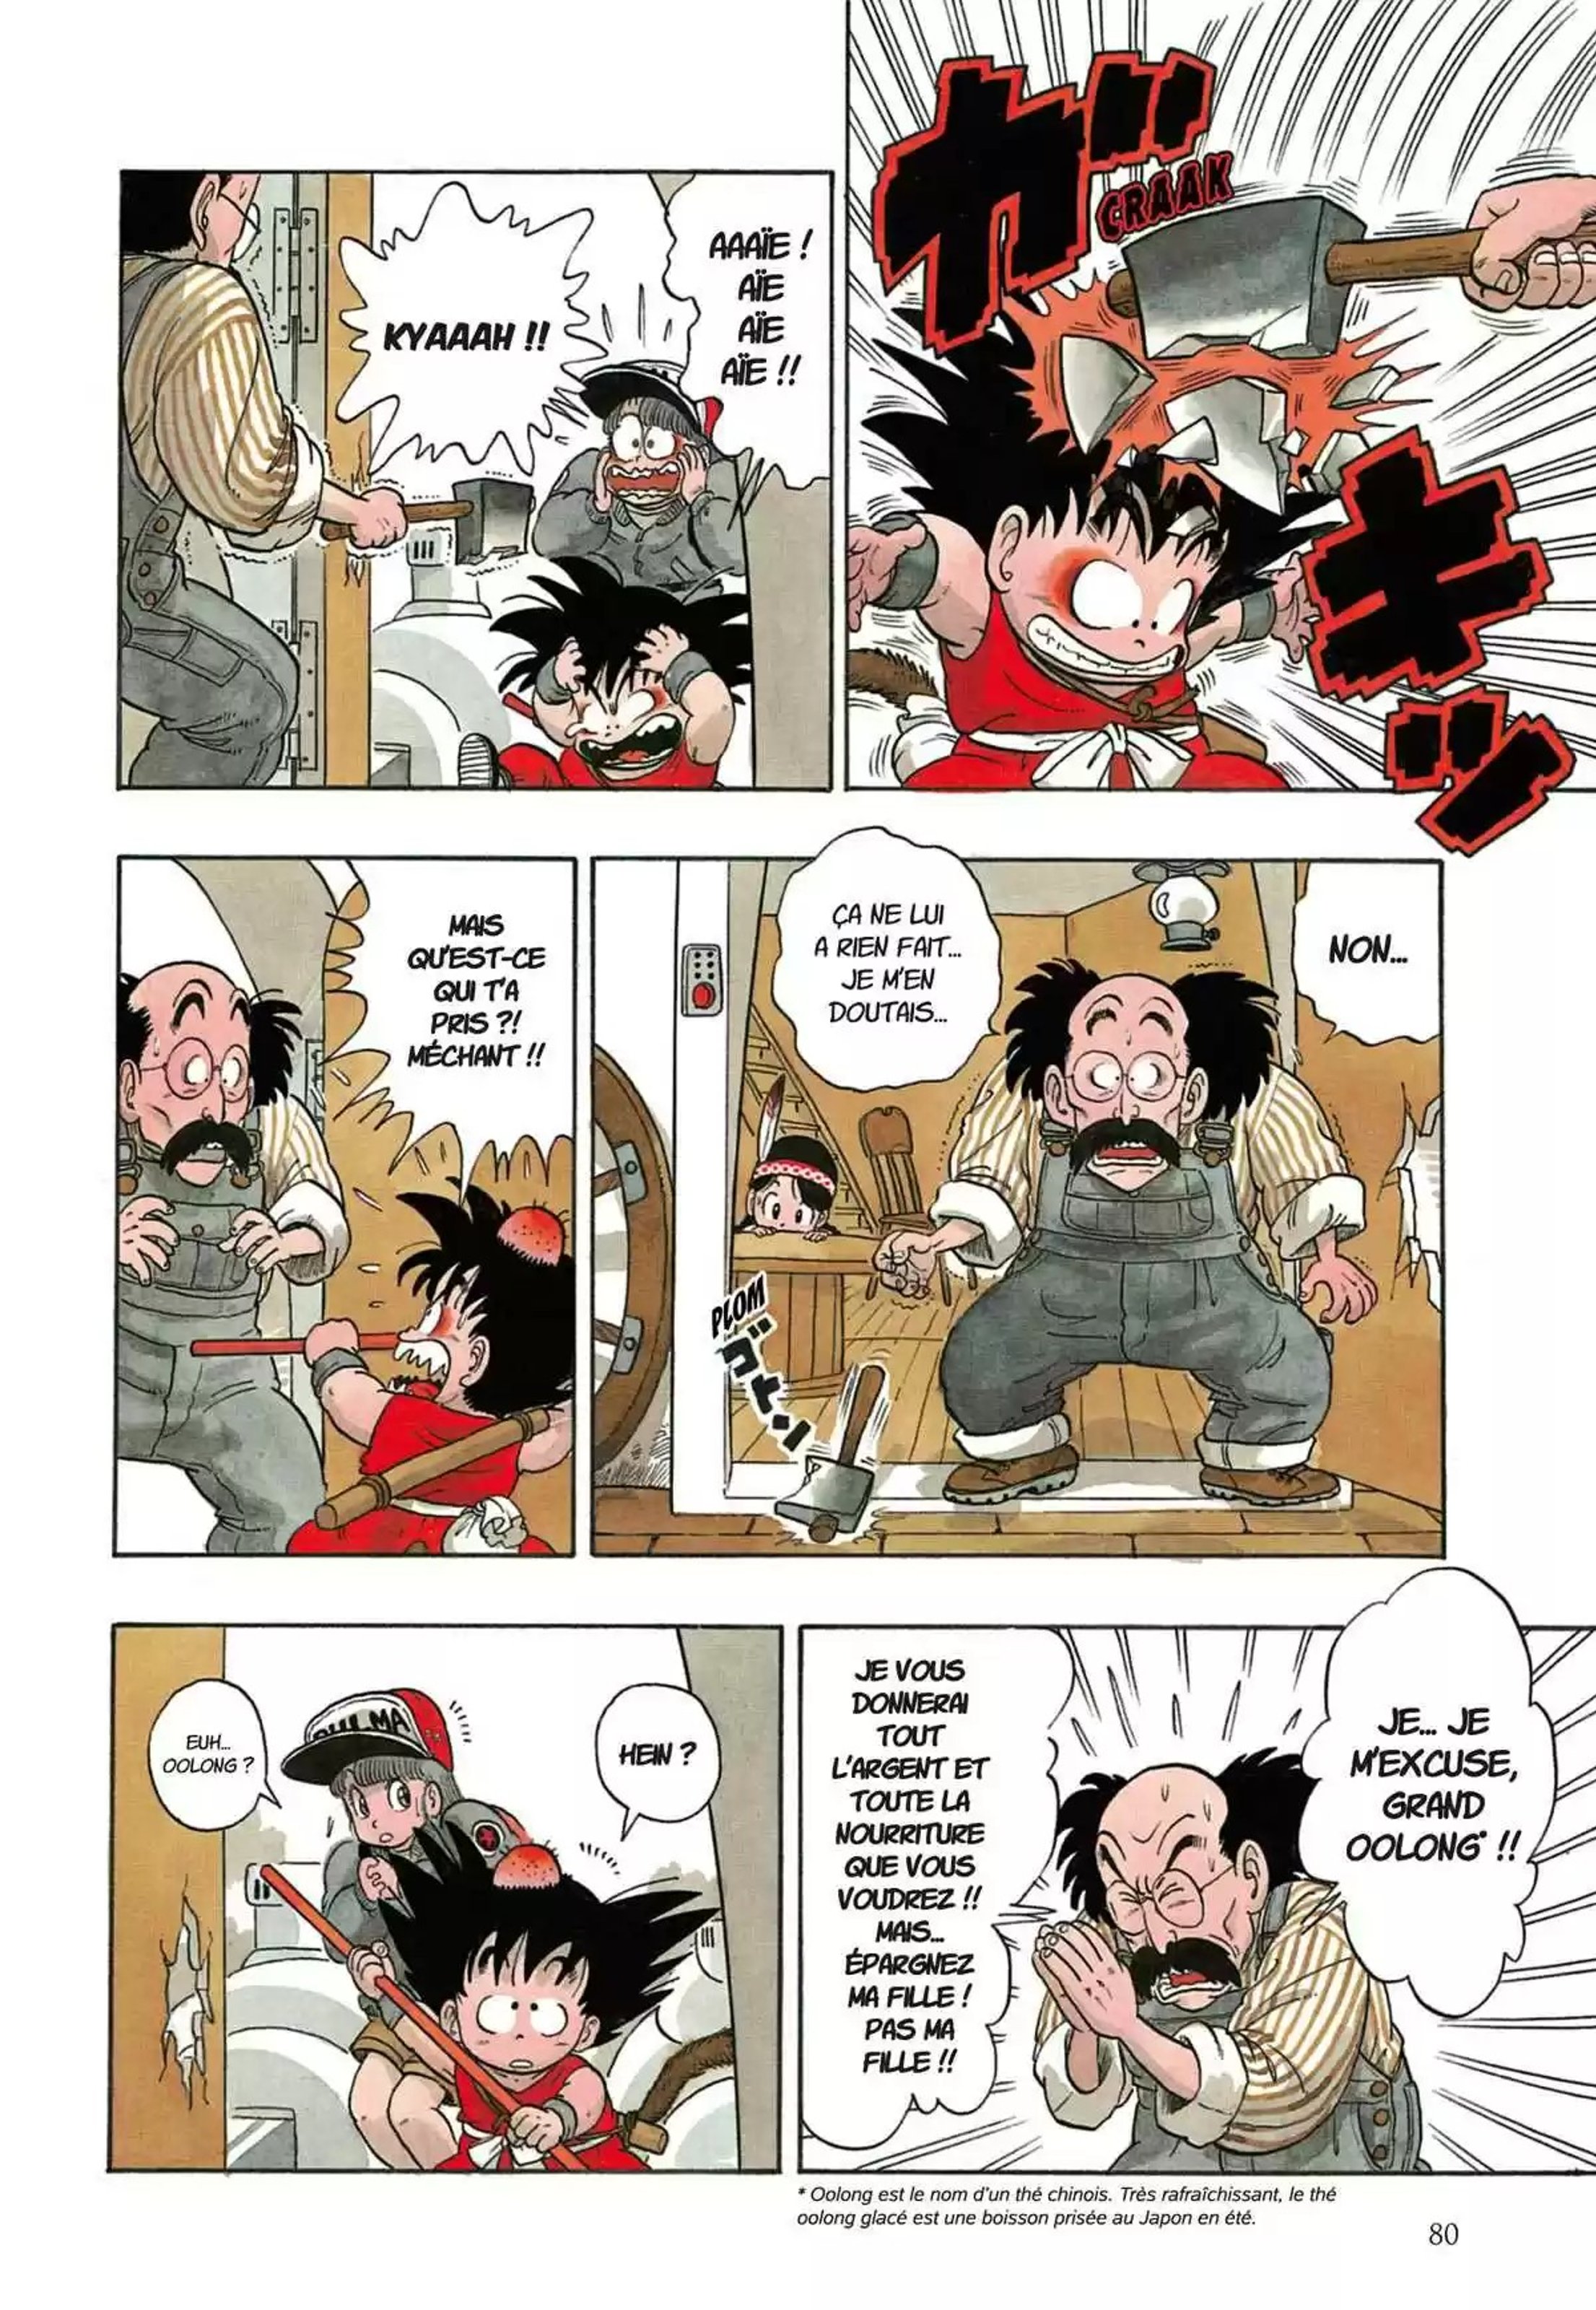 ガ
キッ
CRAAK
AAAÏE !
AÏE
AÏE
AÏE !!
KYAAAH !!
NON...
ÇA NE LUI
A RIEN FAIT...
JE M'EN
DOUTAIS...
PLOM
ゴトン
MAIS
QU'EST-CE
QUI T'A
PRIS ?!
MÉCHANT !!
JE... JE
M'EXCUSE,
GRAND
OOLONG* !!
JE VOUS
DONNERAI
TOUT
L'ARGENT ET
TOUTE LA
NOURRITURE
QUE VOUS
VOUDREZ !!
MAIS...
ÉPARGNEZ
MA FILLE !
PAS MA
FILLE !!
HEIN ?
BULMA
EUH...
OOLONG ?
* Oolong est le nom d'un thé chinois. Très rafraîchissant, le thé
oolong glacé est une boisson prisée au Japon en été.
80